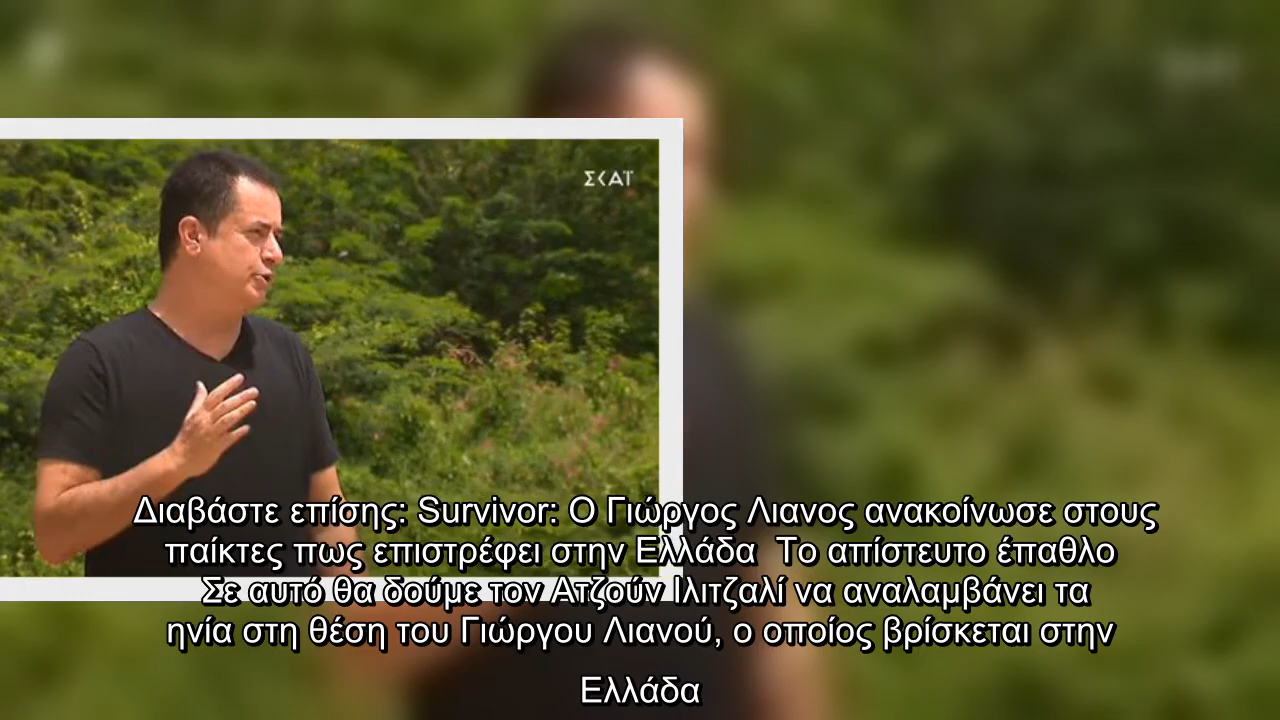 ΣΚΑΪ
Διαβάστε επίσης: Survivor: Ο Γιώργος Λιανος ανακοίνωσε στους
παίκτες πως επιστρέφει στην Ελλάδα  Το απίστευτο έπαθλο
Σε αυτό θα δούμε τον Ατζούν Ιλιτζαλί να αναλαμβάνει τα
ηνία στη θέση του Γιώργου Λιανού, ο οποίος βρίσκεται στην
Ελλάδα